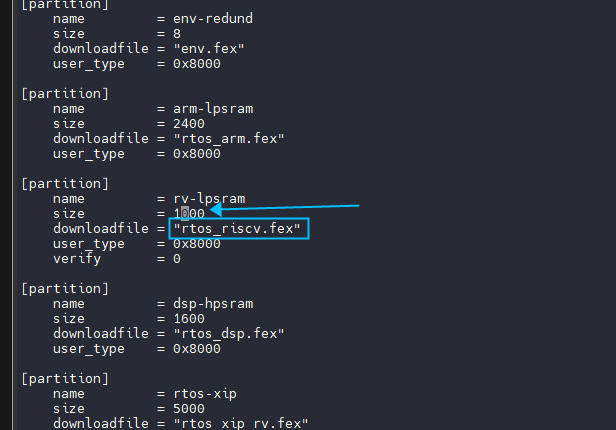 [partition]
name = env-redund
size = 8
downloadfile = "env.fex"
user_type = 0x8000
[partition]
name = arm-lpsram
size = 2400
downloadfile = "rtos_arm.fex"
user_type = 0x8000
[partition]
name = rv-lpsram
size = 1000
downloadfile = "rtos_riscv.fex"
user_type = 0x8000
verify = 0
[partition]
name = dsp-hpsram
size = 1600
downloadfile = "rtos_dsp.fex"
user_type = 0x8000
[partition]
name = rtos-xip
size = 5000
downloadfile = "rtos_xip_rv.fex"